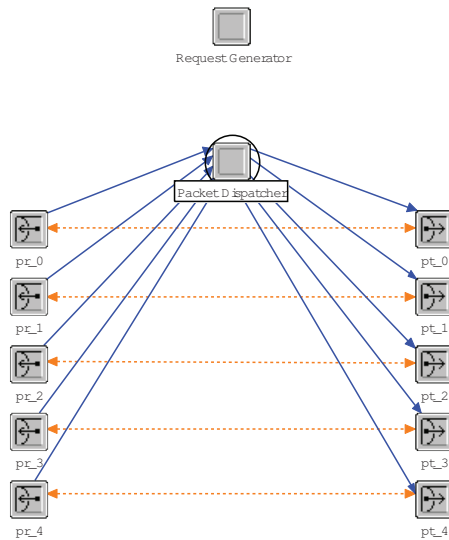 Request Generator
Packet Dispatcher
pr_0
pt_0
pr_1
pt_1
pr_2
pt_2
pr_3
pt_3
pr_4
pt_4